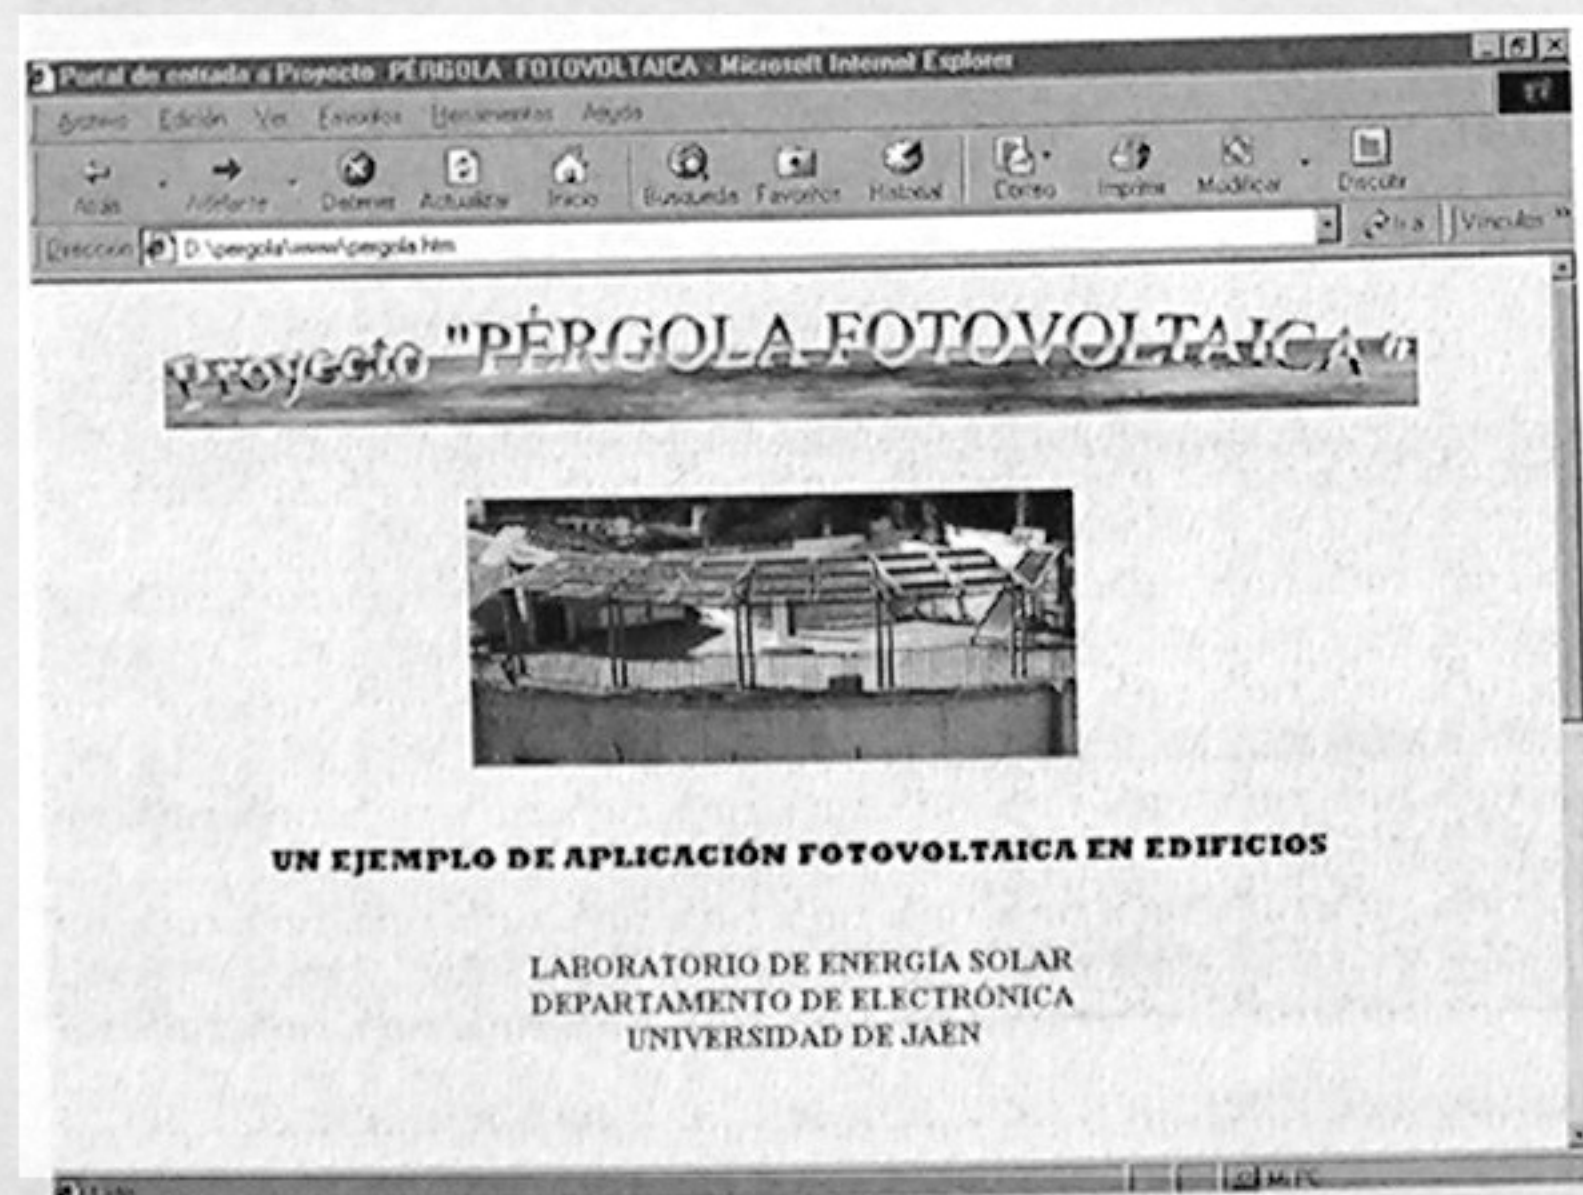 Portal de entrada a Proyecto PÉRGOLA FOTOVOLTAICA - Microsoft Internet Explorer
Archivo Edición Ver Favoritos Herramientas Ayuda
Atrás Adelante Detener Actualizar Inicio Búsqueda Favoritos Historial Correo Imprimir Modificar Discutir
Dirección D:\pergola\www\pergola.htm Ir a Vínculos »
Proyecto "PÉRGOLA FOTOVOLTAICA"
UN EJEMPLO DE APLICACIÓN FOTOVOLTAICA EN EDIFICIOS
LABORATORIO DE ENERGÍA SOLAR
DEPARTAMENTO DE ELECTRÓNICA
UNIVERSIDAD DE JAÉN
Mi PC